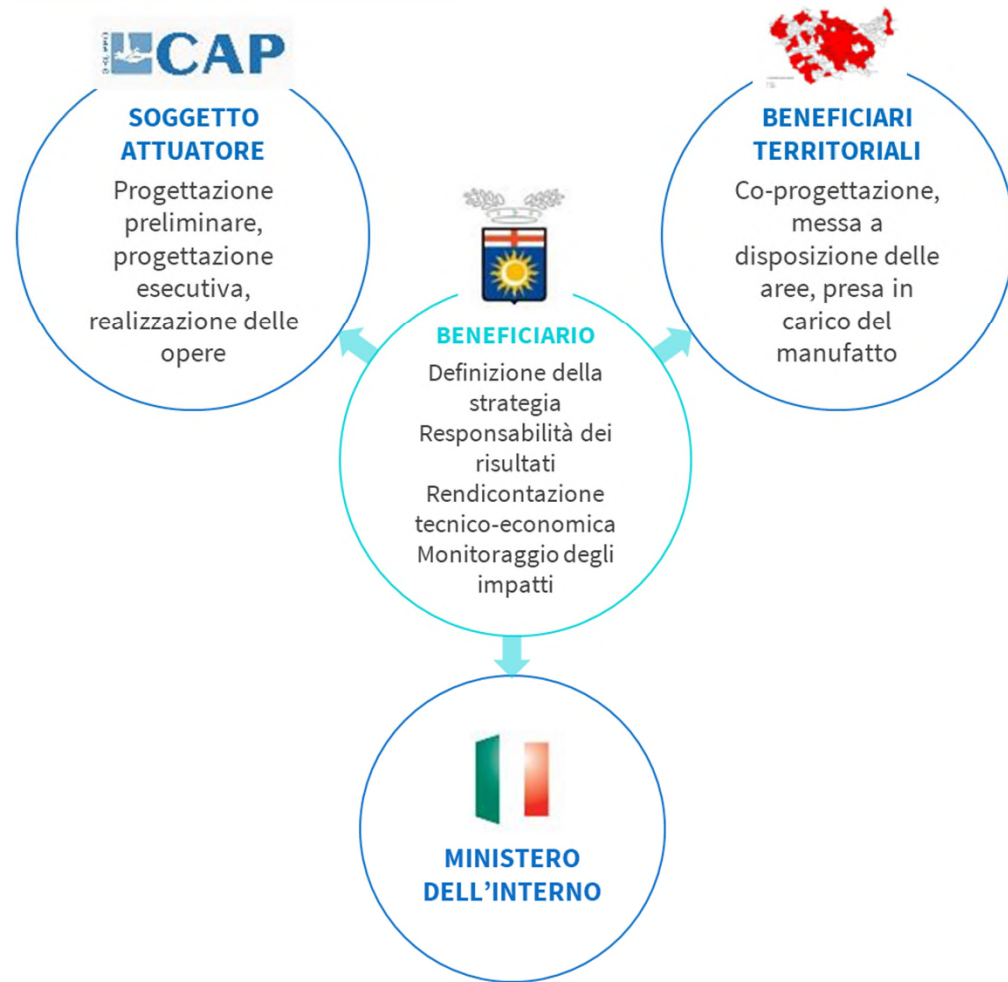 CAP
SOGGETTO
ATTUATORE
Progettazione
preliminare,
progettazione
esecutiva,
realizzazione delle
opere
BENEFICIARI
TERRITORIALI
Co-progettazione,
messa a
disposizione delle
aree, presa in
carico del
manufatto
BENEFICIARIO
Definizione della
strategia
Responsabilità dei
risultati
Rendicontazione
tecnico-economica
Monitoraggio degli
impatti
MINISTERO
DELL’INTERNO